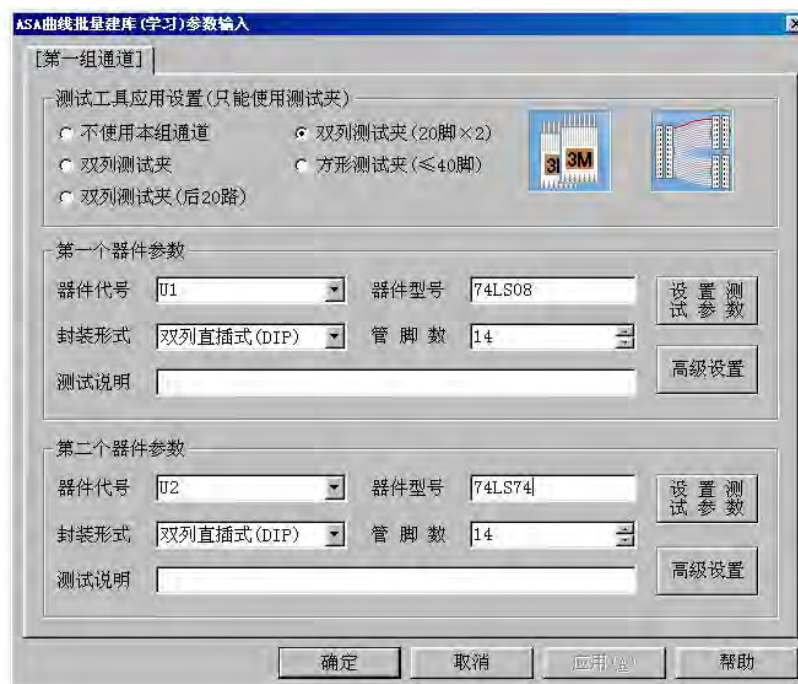 ASA曲线批量建库(学习)参数输入
[第一组通道]
测试工具应用设置(只能使用测试夹)
不使用本组通道
双列测试夹(20脚×2)
双列测试夹
方形测试夹(≤40脚)
双列测试夹(后20路)
3M
第一个器件参数
器件代号 U1 器件型号 74LS08
设置测试参数
封装形式 双列直插式(DIP) 管脚数 14
测试说明
高级设置
第二个器件参数
器件代号 U2 器件型号 74LS74
设置测试参数
封装形式 双列直插式(DIP) 管脚数 14
测试说明
高级设置
确定 取消 应用(A) 帮助